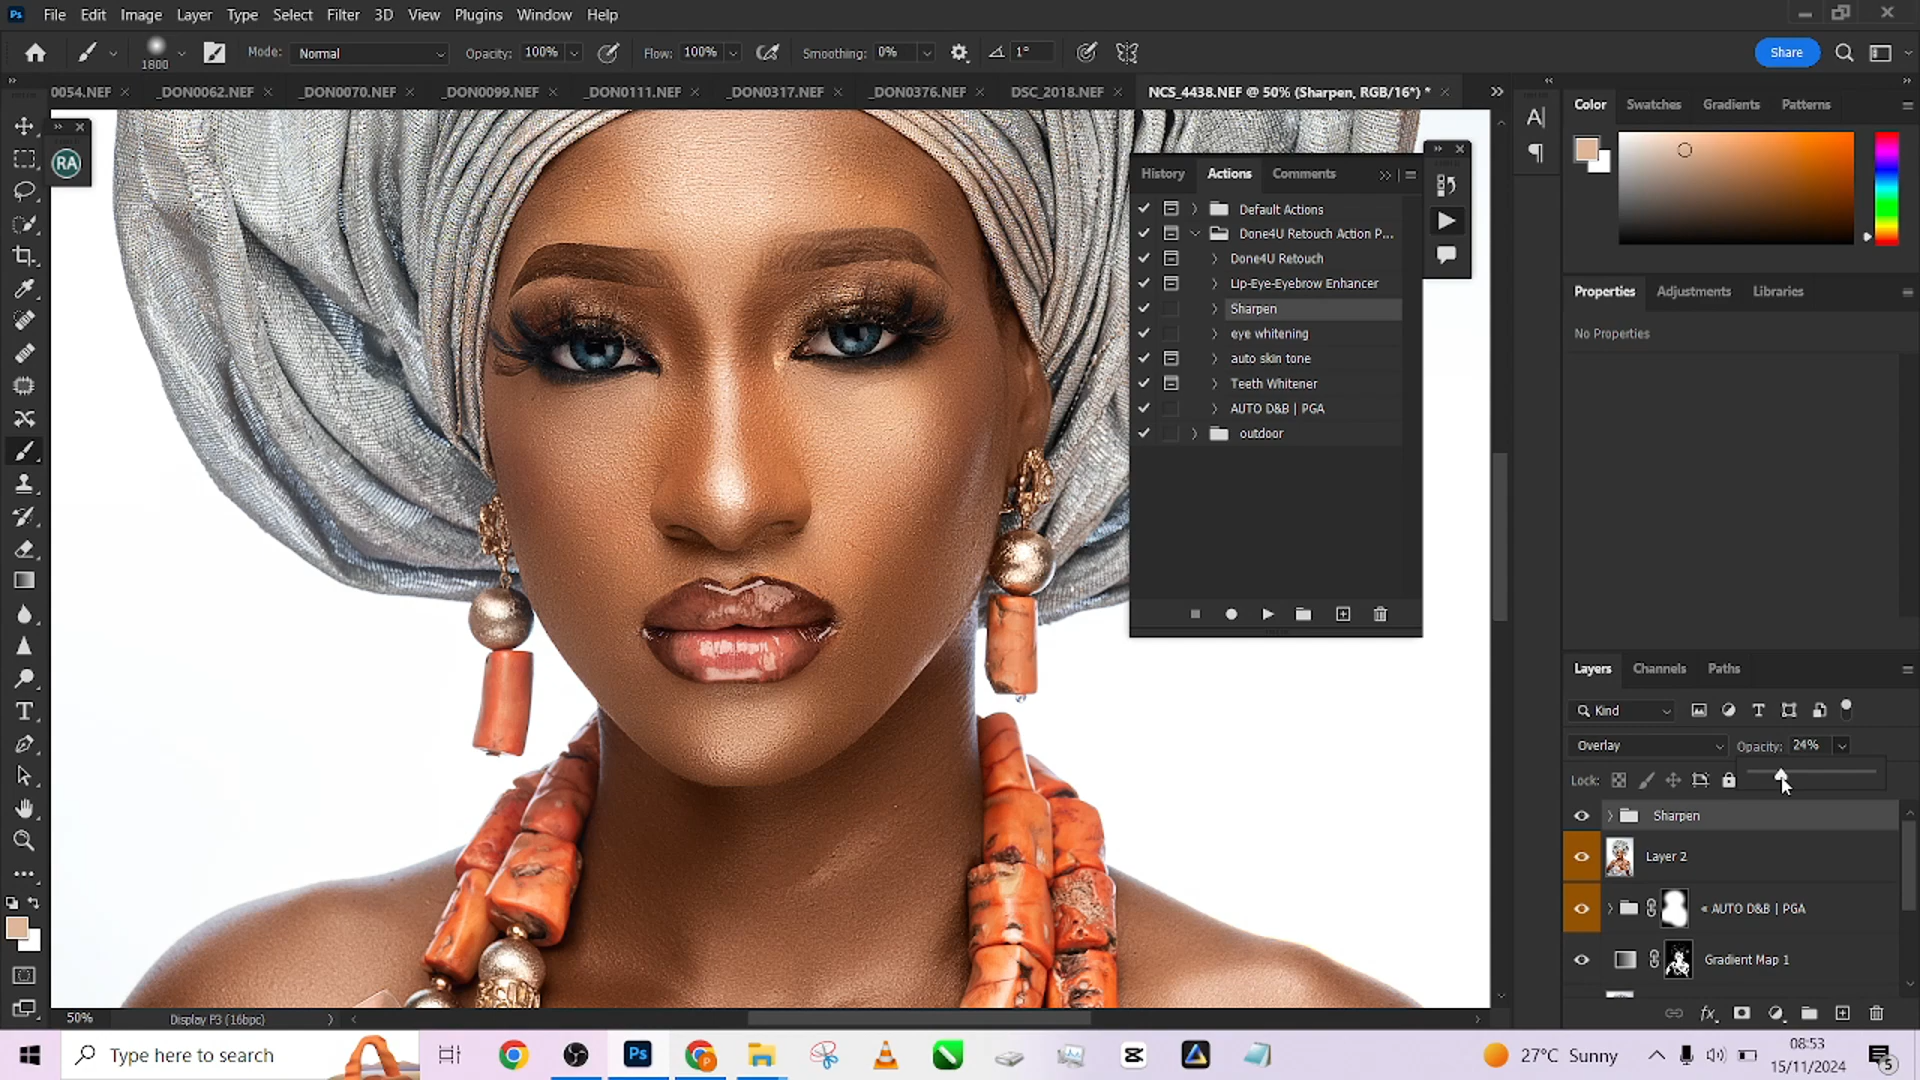 Ps File Edit Image Layer Type Select Filter 3D View Plugins Window Help
1800 Mode: Normal Opacity: 100% Flow: 100% Smoothing: 0% 1° Share
0054.NEF _DON0062.NEF _DON0070.NEF _DON0099.NEF _DON0111.NEF _DON0317.NEF _DON0376.NEF DSC_2018.NEF NCS_4438.NEF @ 50% (Sharpen, RGB/16*) *
RA
History Actions Comments
Default Actions
Done4U Retouch Action P...
Done4U Retouch
Lip-Eye-Eyebrow Enhancer
Sharpen
eye whitening
auto skin tone
Teeth Whitener
AUTO D&B | PGA
outdoor
Color Swatches Gradients Patterns
Properties Adjustments Libraries
No Properties
Layers Channels Paths
Kind
Overlay Opacity: 24%
Lock:
Sharpen
Layer 2
« AUTO D&B | PGA
Gradient Map 1
50% Display P3 (16bpc)
Type here to search
Ps
27°C Sunny
08:53
15/11/2024
5